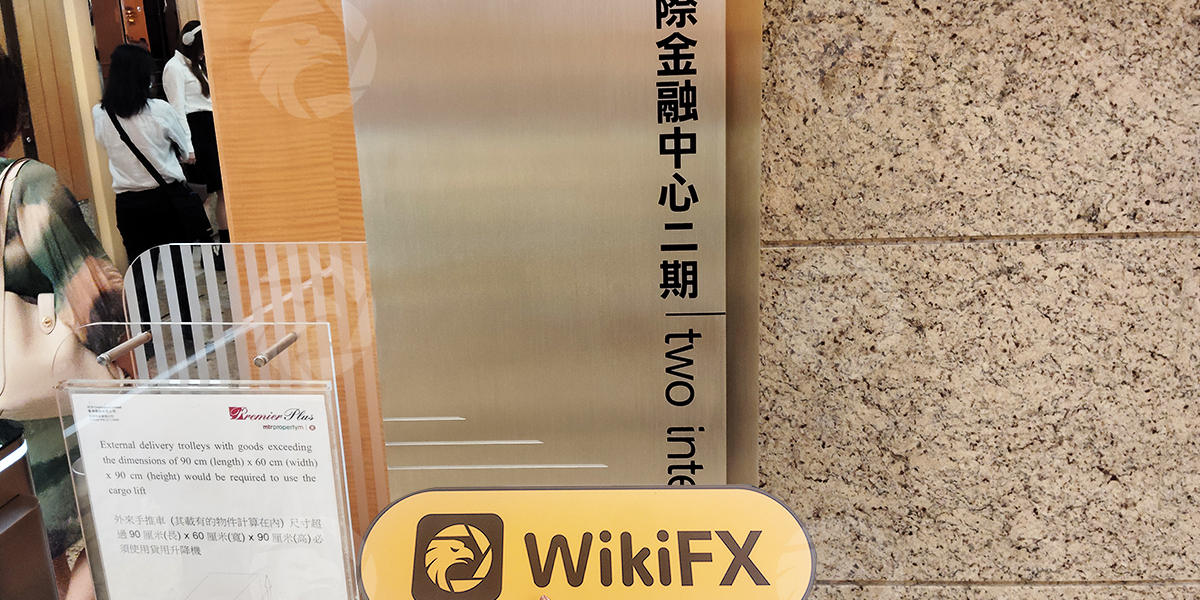 際金融中心二期
two inte
Premier Plus
mtrpropertym
External delivery trolleys with goods exceeding
the dimensions of 90 cm (length) x 60 cm (width)
x 90 cm (height) would be required to use the
cargo lift
外來手推車 (其載有的物件計算在內) 尺寸超
過 90 厘米(長) x 60 厘米(寬) x 90 厘米(高) 必
須使用貨用升降機
WikiFX